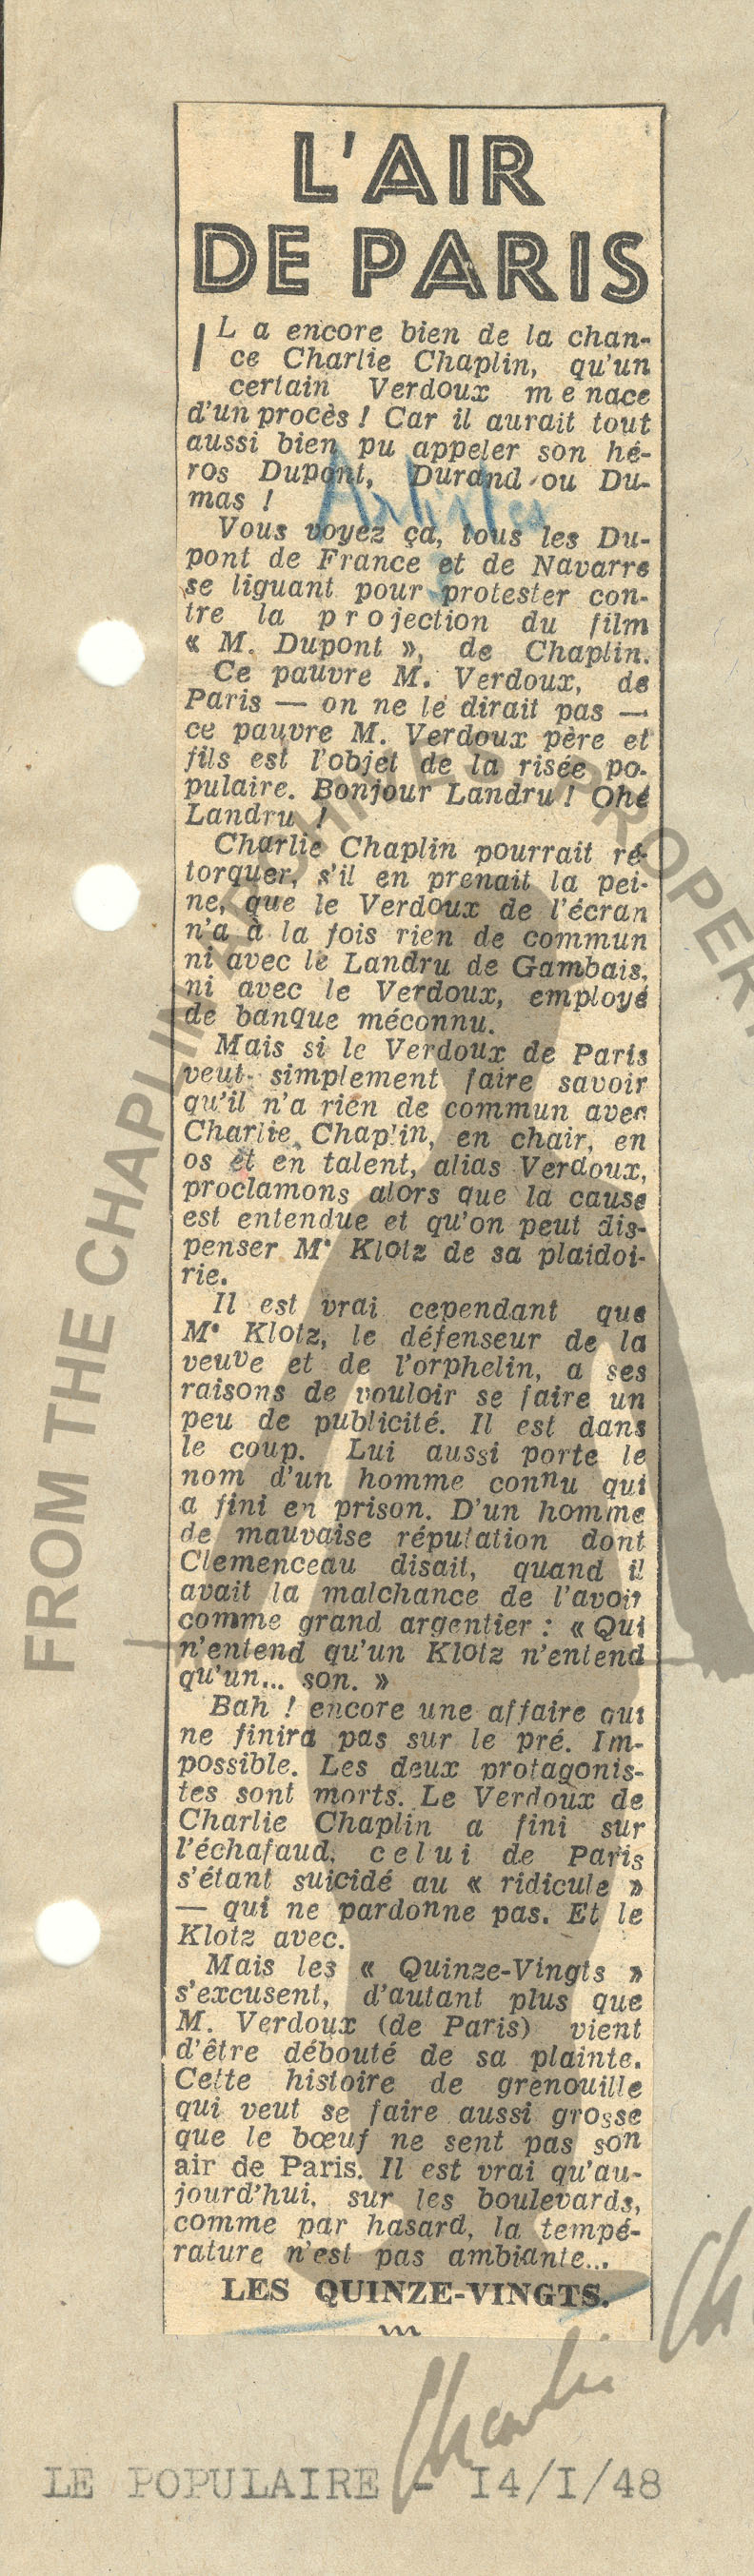 L'AIR
DE PARIS
IL a encore bien de la chan-
ce Charlie Chaplin, qu'un
certain Verdoux menace
d'un procès ! Car il aurait tout
aussi bien pu appeler son hé-
ros Dupont, Durand ou Du-
mas !
Artistes
Vous voyez ça, tous les Du-
pont de France et de Navarre
se liguant pour protester con-
tre la projection du film
« M. Dupont », de Chaplin.
Ce pauvre M. Verdoux, de
Paris — on ne le dirait pas —
ce pauvre M. Verdoux père et
fils est l'objet de la risée po-
pulaire. Bonjour Landru ! Ohé
Landru !
Charlie Chaplin pourrait ré-
torquer, s'il en prenait la pei-
ne, que le Verdoux de l'écran
n'a à la fois rien de commun
ni avec le Landru de Gambais,
ni avec le Verdoux, employé
de banque méconnu.
Mais si le Verdoux de Paris
veut simplement faire savoir
qu'il n'a rien de commun avec
Charlie Chaplin, en chair, en
os et en talent, alias Verdoux,
proclamons alors que la cause
est entendue et qu'on peut dis-
penser Me Klotz de sa plaidoi-
rie.
Il est vrai cependant que
Me Klotz, le défenseur de la
veuve et de l'orphelin, a ses
raisons de vouloir se faire un
peu de publicité. Il est dans
le coup. Lui aussi porte le
nom d'un homme connu qui
a fini en prison. D'un homme
de mauvaise réputation dont
Clemenceau disait, quand il
avait la malchance de l'avoir
comme grand argentier : « Qui
n'entend qu'un Klotz n'entend
qu'un... son. »
Bah ! encore une affaire qui
ne finira pas sur le pré. Im-
possible. Les deux protagonis-
tes sont morts. Le Verdoux de
Charlie Chaplin a fini sur
l'échafaud, celui de Paris
s'étant suicidé au « ridicule »
— qui ne pardonne pas. Et le
Klotz avec.
Mais les « Quinze-Vingts »
s'excusent, d'autant plus que
M. Verdoux (de Paris) vient
d'être débouté de sa plainte.
Cette histoire de grenouille
qui veut se faire aussi grosse
que le bœuf ne sent pas son
air de Paris. Il est vrai qu'au-
jourd'hui, sur les boulevards,
comme par hasard, la tempé-
rature n'est pas ambiante...
LES QUINZE-VINGTS.
LE POPULAIRE - I4/I/48
FROM THE CHAPLIN ARCHIVES PROPER
Charlie Ch